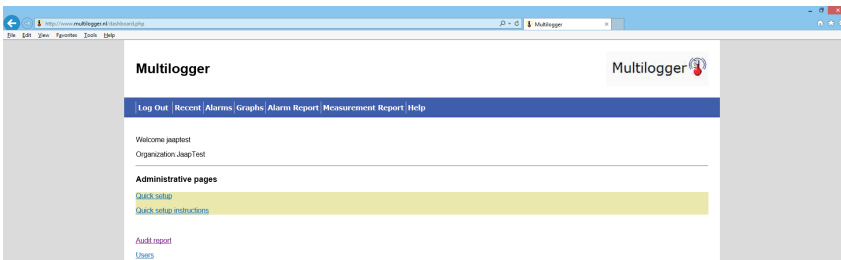 http://www.multilogger.nl/dashboard.php
Multilogger
File Edit View Favorites Tools Help
Multilogger
Multilogger
Log Out Recent Alarms Graphs Alarm Report Measurement Report Help
Welcome jaaptest
Organization:JaapTest
Administrative pages
Quick setup
Quick setup instructions
Audit report
Users